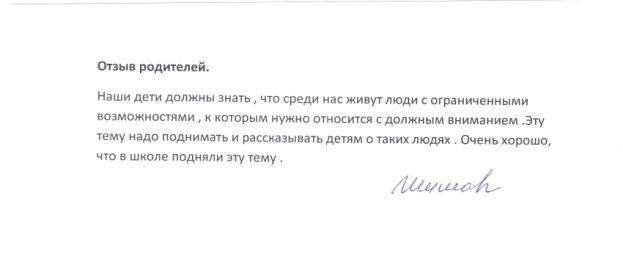 Отзыв родителей.
Наши дети должны знать , что среди нас живут люди с ограниченными
возможностями , к которым нужно относится с должным вниманием .Эту
тему надо поднимать и рассказывать детям о таких людях . Очень хорошо,
что в школе подняли эту тему .